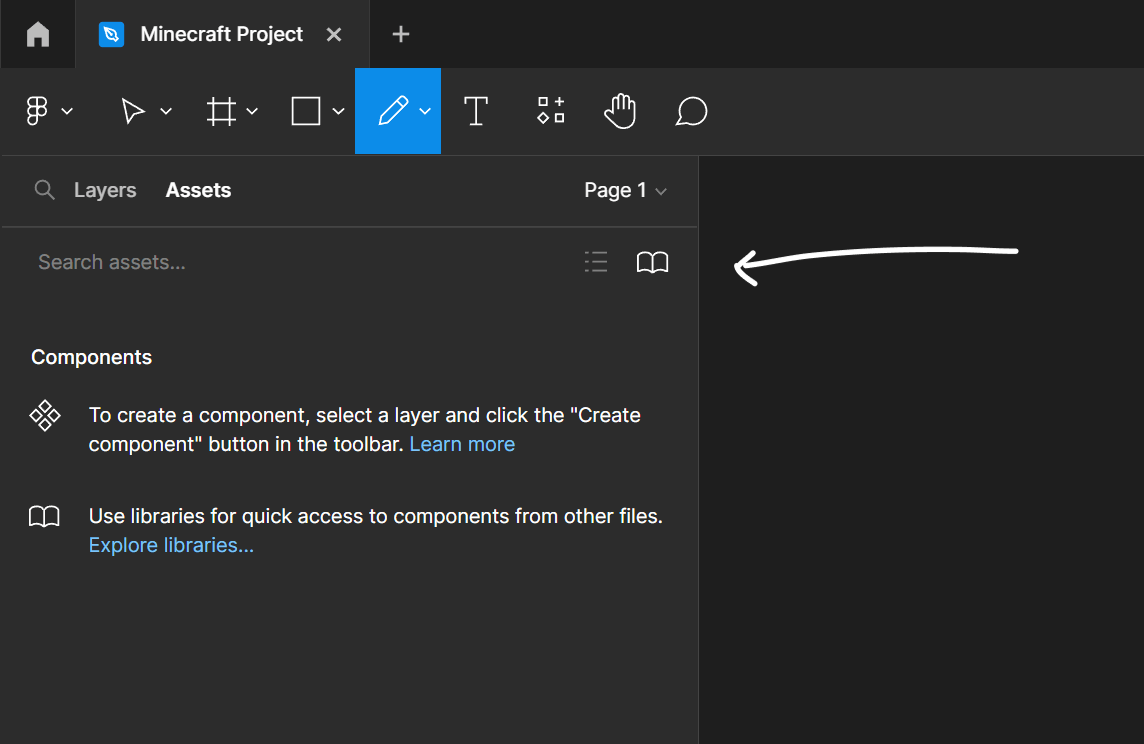 Minecraft Project
Layers Assets Page 1
Search assets...
Components
To create a component, select a layer and click the "Create
component" button in the toolbar. Learn more
Use libraries for quick access to components from other files.
Explore libraries...